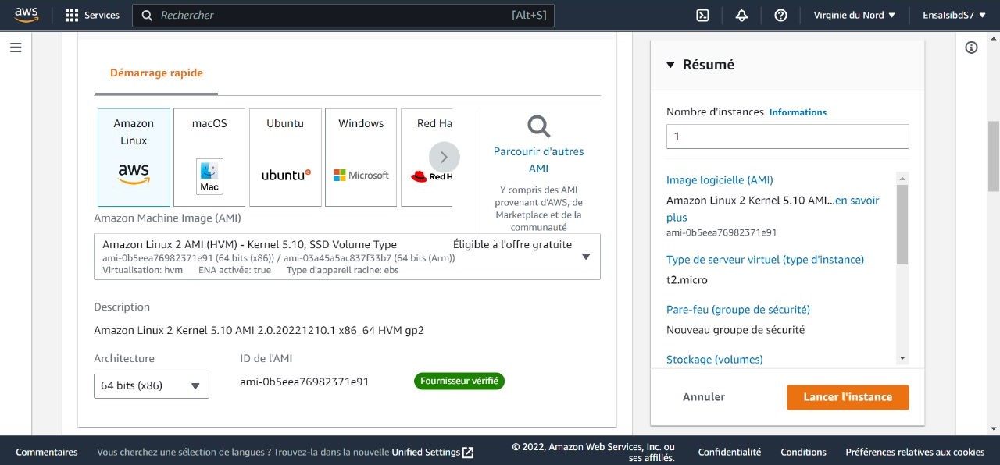 aws
Services
Rechercher
[Alt+S]
Virginie du Nord
EnsalsibdS7
Démarrage rapide
Amazon
Linux
aws
macOS
Mac
Ubuntu
ubuntu
Windows
Microsoft
Red Ha
Red H
Parcourir d'autres
AMI
Y compris des AMI
provenant d'AWS, de
Marketplace et de la
communauté
Amazon Machine Image (AMI)
Amazon Linux 2 AMI (HVM) - Kernel 5.10, SSD Volume Type
Éligible à l'offre gratuite
ami-0b5eea76982371e91 (64 bits (x86)) / ami-03a45a5ac837f33b7 (64 bits (Arm))
Virtualisation: hvm ENA activée: true Type d'appareil racine: ebs
Description
Amazon Linux 2 Kernel 5.10 AMI 2.0.20221210.1 x86_64 HVM gp2
Architecture
ID de l'AMI
64 bits (x86)
ami-0b5eea76982371e91
Fournisseur vérifié
Résumé
Nombre d'instances Informations
1
Image logicielle (AMI)
Amazon Linux 2 Kernel 5.10 AMI...en savoir
plus
ami-0b5eea76982371e91
Type de serveur virtuel (type d'instance)
t2.micro
Pare-feu (groupe de sécurité)
Nouveau groupe de sécurité
Stockage (volumes)
Annuler
Lancer l'instance
Commentaires
Vous cherchez une sélection de langues ? Trouvez-la dans la nouvelle Unified Settings
© 2022, Amazon Web Services, Inc. ou
ses affiliés.
Confidentialité
Conditions
Préférences relatives aux cookies